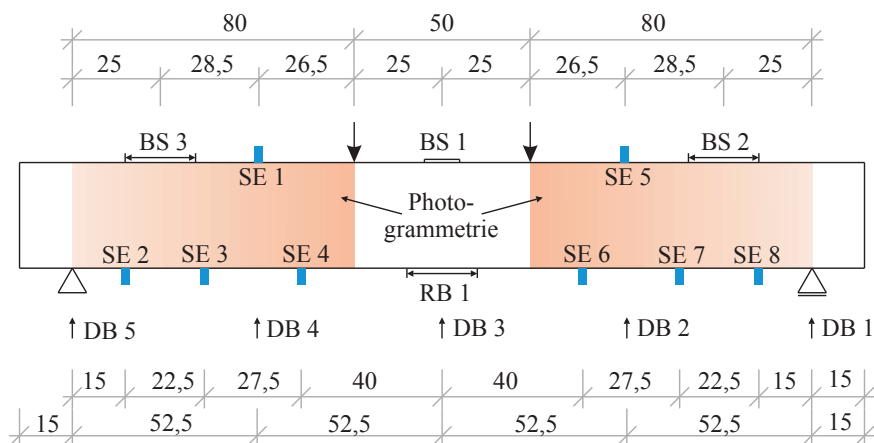 80 50 80
25 28,5 26,5 25 25 26,5 28,5 25
BS 3 BS 1 BS 2
SE 1 SE 5
Photo-
grammetrie
SE 2 SE 3 SE 4 SE 6 SE 7 SE 8
RB 1
DB 5 DB 4 DB 3 DB 2 DB 1
15 22,5 27,5 40 40 27,5 22,5 15 15
15 52,5 52,5 52,5 52,5 15